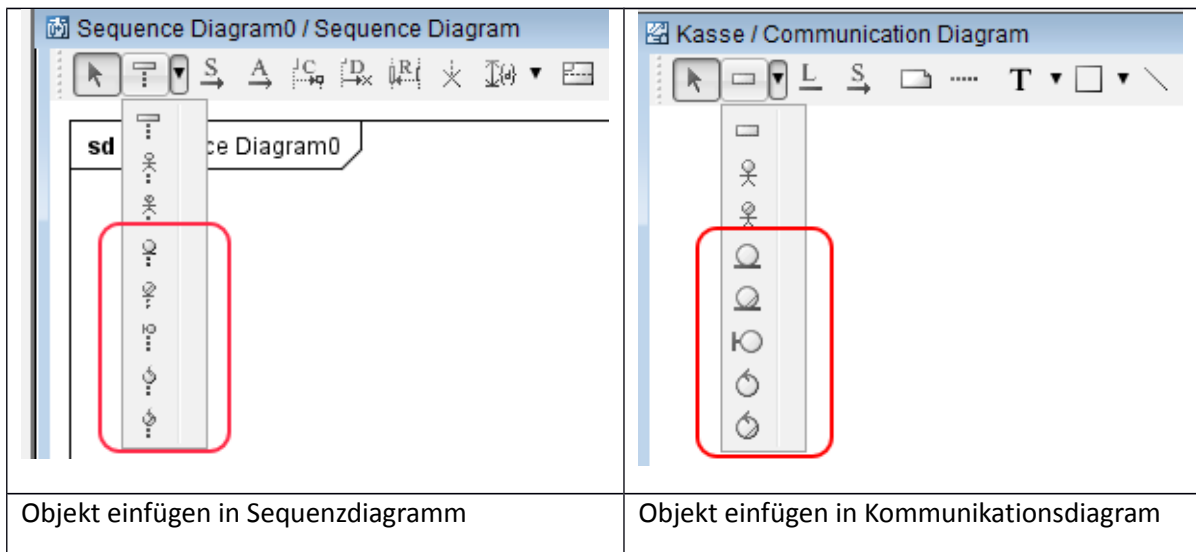 Sequence Diagram0 / Sequence Diagram
S A C D R {d}
sd ce Diagram0
Objekt einfügen in Sequenzdiagramm
Kasse / Communication Diagram
L S T
Objekt einfügen in Kommunikationsdiagram